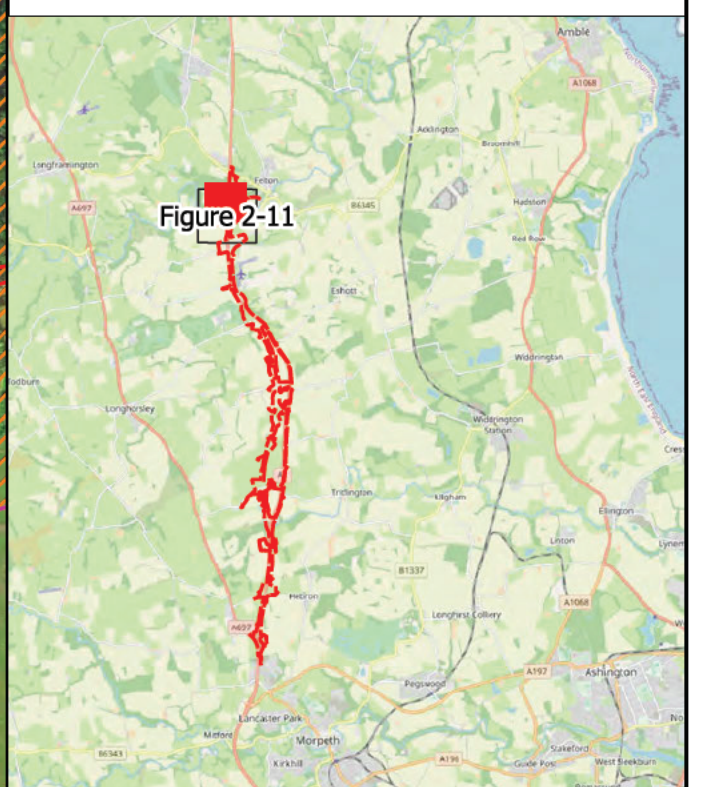 Amble
A1068
Acklington
Broomhill
Longframlington
Felton
A697
B6345
Hadston
Figure 2-11
Red Row
Eshott
Widdrington
Longhorsley
Widdrington
Station
Tritlington
Ulgham
Ellington
Linton
B1337
Hebron
A1068
Longhirst Colliery
A697
A197
Ashington
Pegswood
Lancaster Park
Mitford
Morpeth
Stakeford
B6343
A196
Guide Post
West Sleekburn
Kirkhill